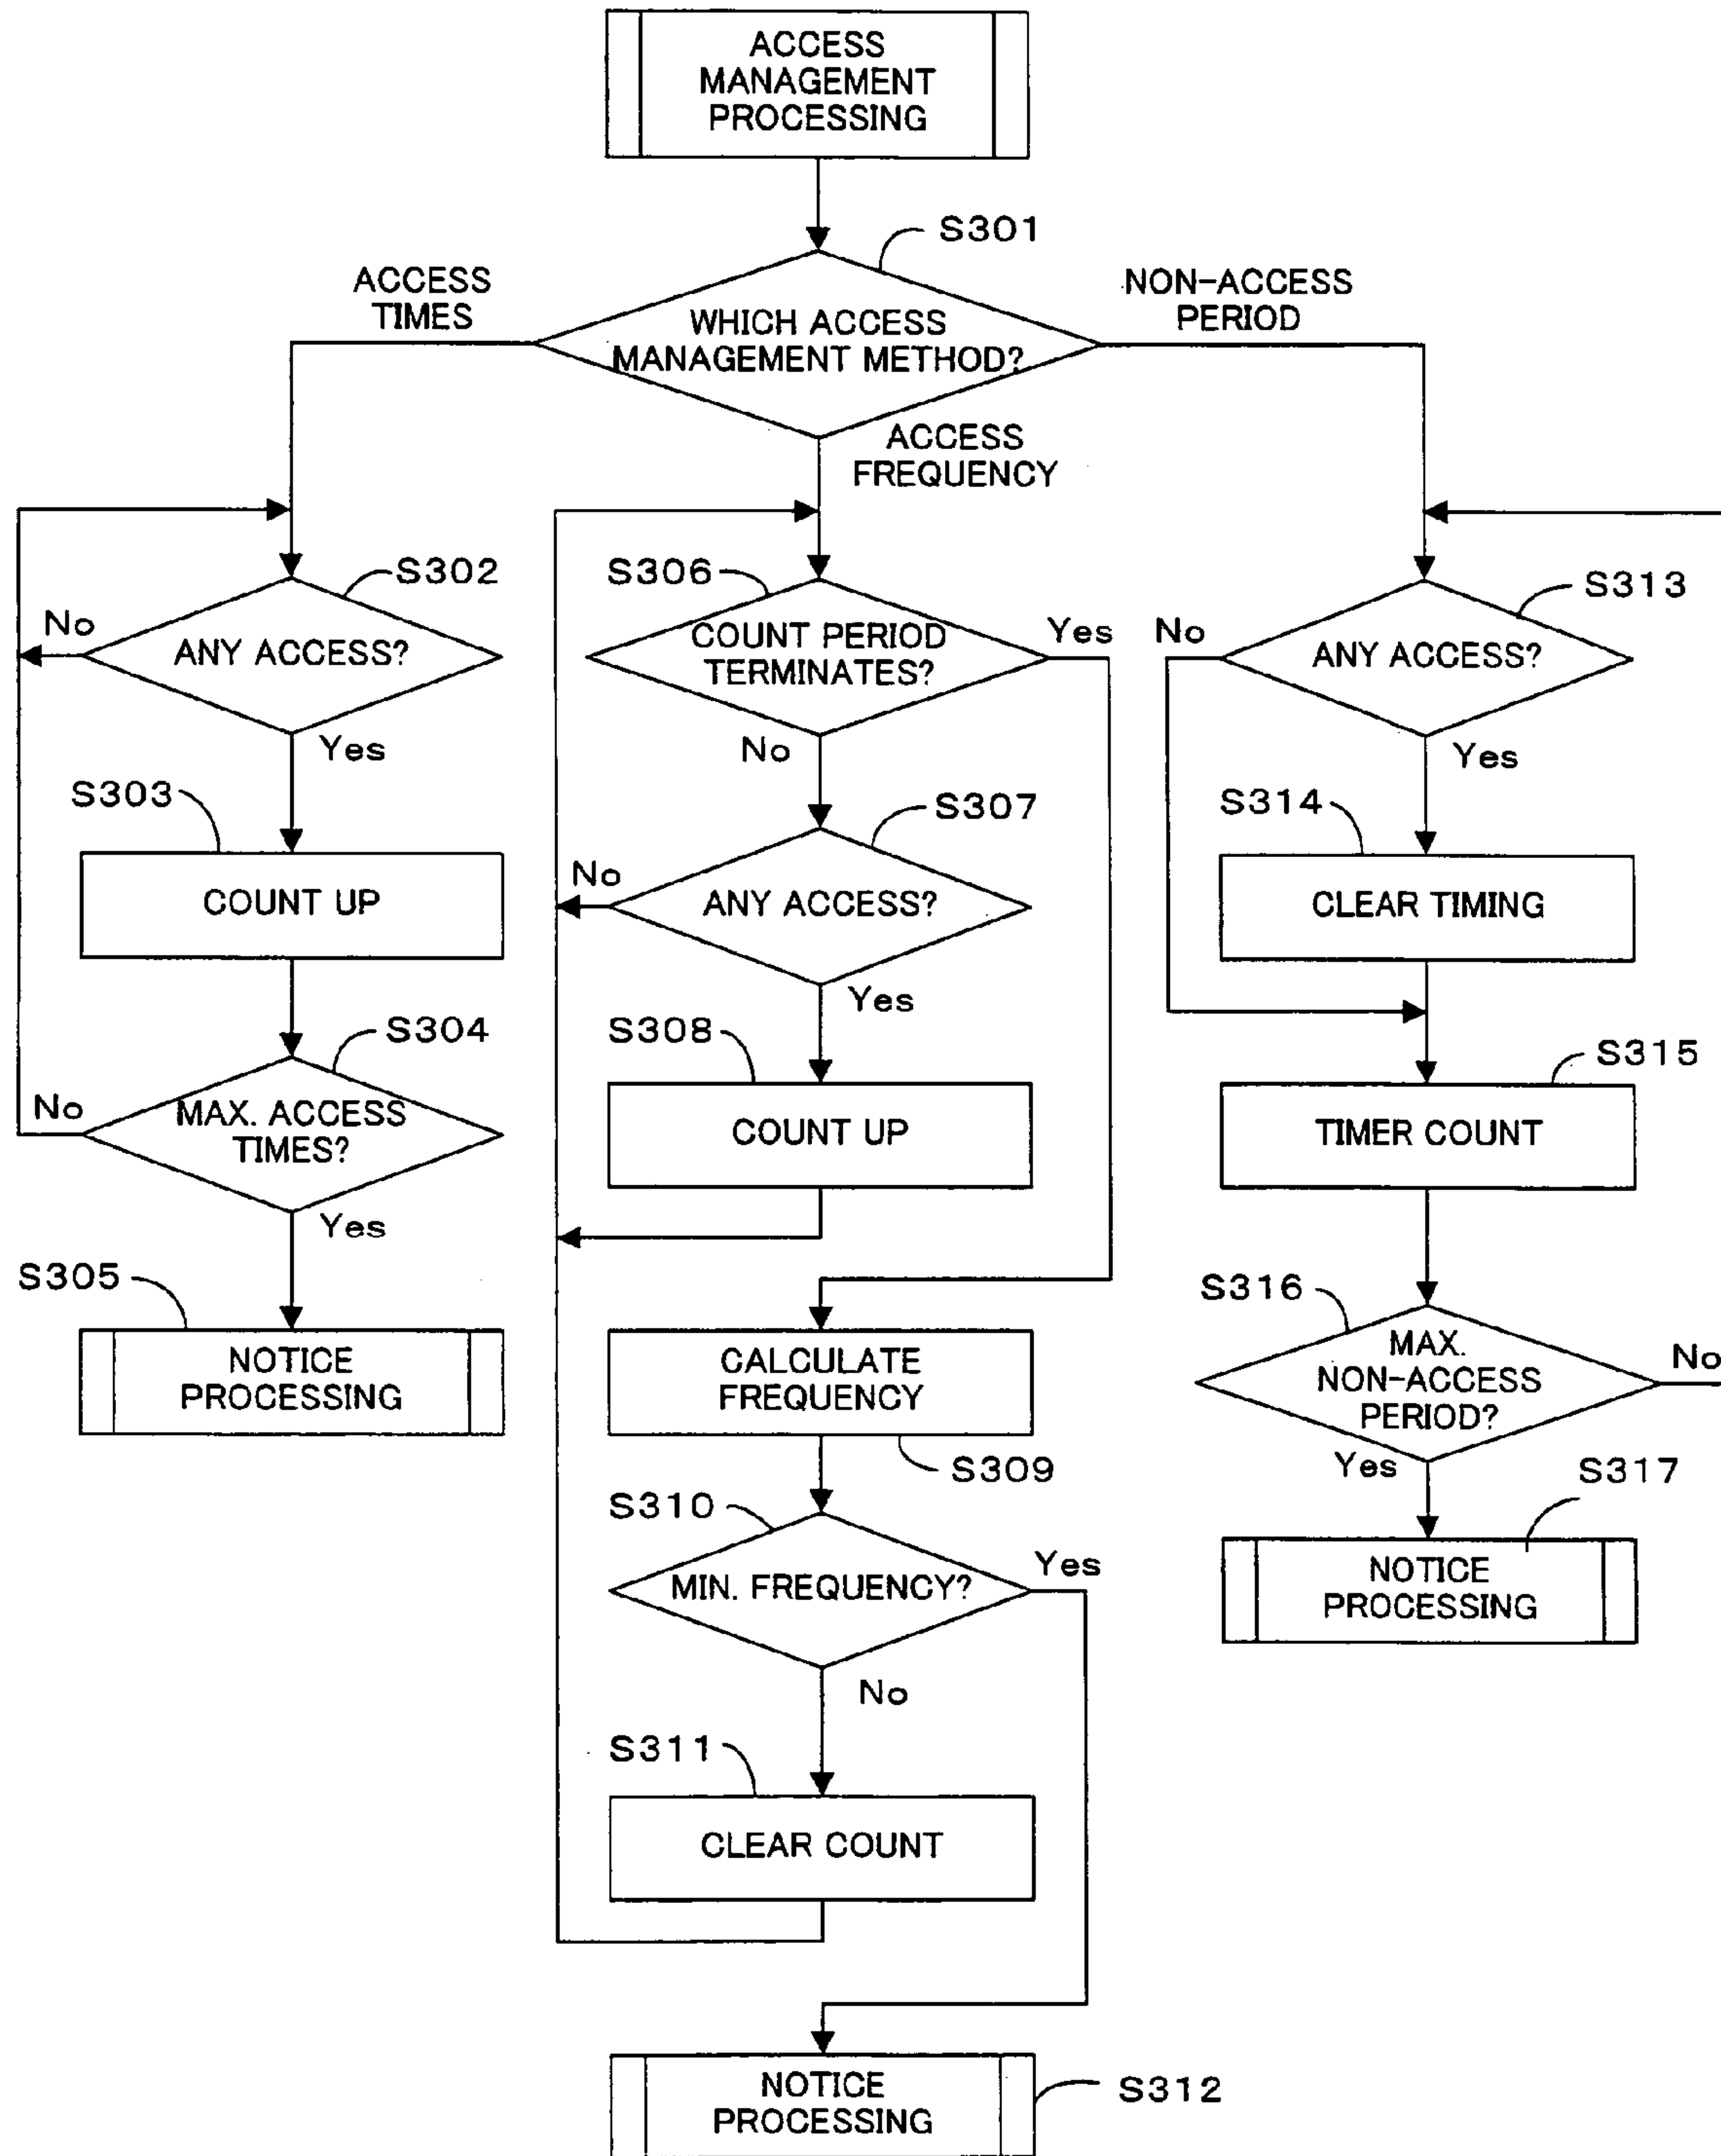 ACCESS
MANAGEMENT
PROCESSING
S301
ACCESS
TIMES
WHICH ACCESS
MANAGEMENT METHOD?
NON-ACCESS
PERIOD
ACCESS
FREQUENCY
S302
No
ANY ACCESS?
Yes
S303
COUNT UP
S304
No
MAX. ACCESS
TIMES?
Yes
S305
NOTICE
PROCESSING
S306
COUNT PERIOD
TERMINATES?
Yes
No
S307
No
ANY ACCESS?
Yes
S308
COUNT UP
CALCULATE
FREQUENCY
S309
S310
MIN. FREQUENCY?
Yes
No
S311
CLEAR COUNT
NOTICE
PROCESSING
S312
S313
No
ANY ACCESS?
Yes
S314
CLEAR TIMING
S315
TIMER COUNT
S316
MAX.
NON-ACCESS
PERIOD?
No
Yes
S317
NOTICE
PROCESSING